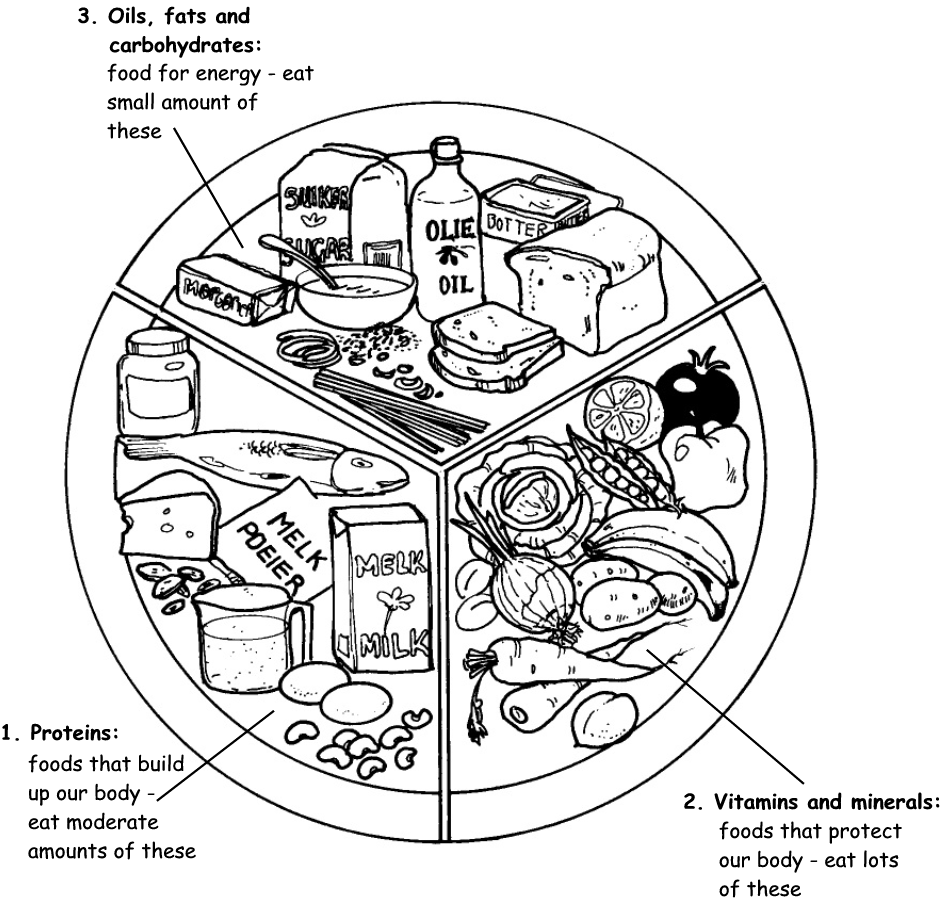 3. Oils, fats and
carbohydrates:
food for energy - eat
small amount of
these
SUIKER
SUGAR
OLIE
OIL
BOTTER
MELK
POEIER
MELK
MILK
1. Proteins:
foods that build
up our body -
eat moderate
amounts of these
2. Vitamins and minerals:
foods that protect
our body - eat lots
of these